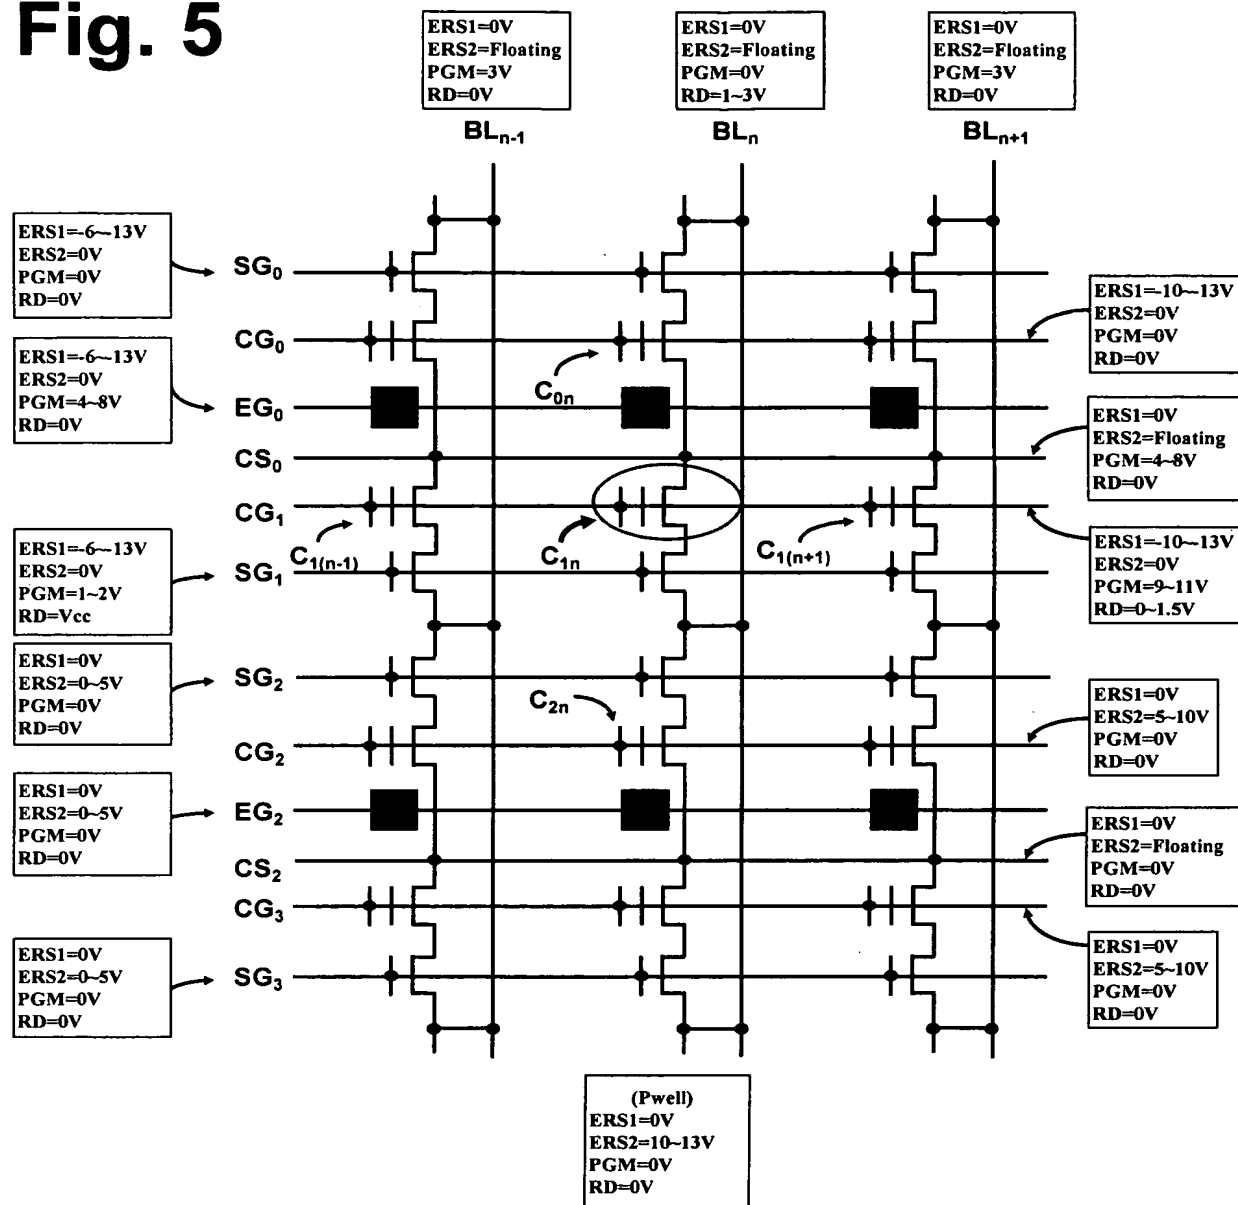 Fig. 5
ERS1=0V
ERS2=Floating
PGM=3V
RD=0V
ERS1=0V
ERS2=Floating
PGM=0V
RD=1~3V
ERS1=0V
ERS2=Floating
PGM=3V
RD=0V
BLn-1
BLn
BLn+1
ERS1=-6~-13V
ERS2=0V
PGM=0V
RD=0V
SG0
ERS1=-10~-13V
ERS2=0V
PGM=0V
RD=0V
CG0
ERS1=-6~-13V
ERS2=0V
PGM=4~8V
RD=0V
C0n
EG0
ERS1=0V
ERS2=Floating
PGM=4~8V
RD=0V
CS0
CG1
C1(n-1)
C1n
C1(n+1)
ERS1=-10~-13V
ERS2=0V
PGM=9~11V
RD=0~1.5V
ERS1=-6~-13V
ERS2=0V
PGM=1~2V
RD=Vcc
SG1
ERS1=0V
ERS2=0~5V
PGM=0V
RD=0V
SG2
C2n
ERS1=0V
ERS2=5~10V
PGM=0V
RD=0V
CG2
ERS1=0V
ERS2=0~5V
PGM=0V
RD=0V
EG2
ERS1=0V
ERS2=Floating
PGM=0V
RD=0V
CS2
CG3
ERS1=0V
ERS2=5~10V
PGM=0V
RD=0V
ERS1=0V
ERS2=0~5V
PGM=0V
RD=0V
SG3
(Pwell)
ERS1=0V
ERS2=10~13V
PGM=0V
RD=0V